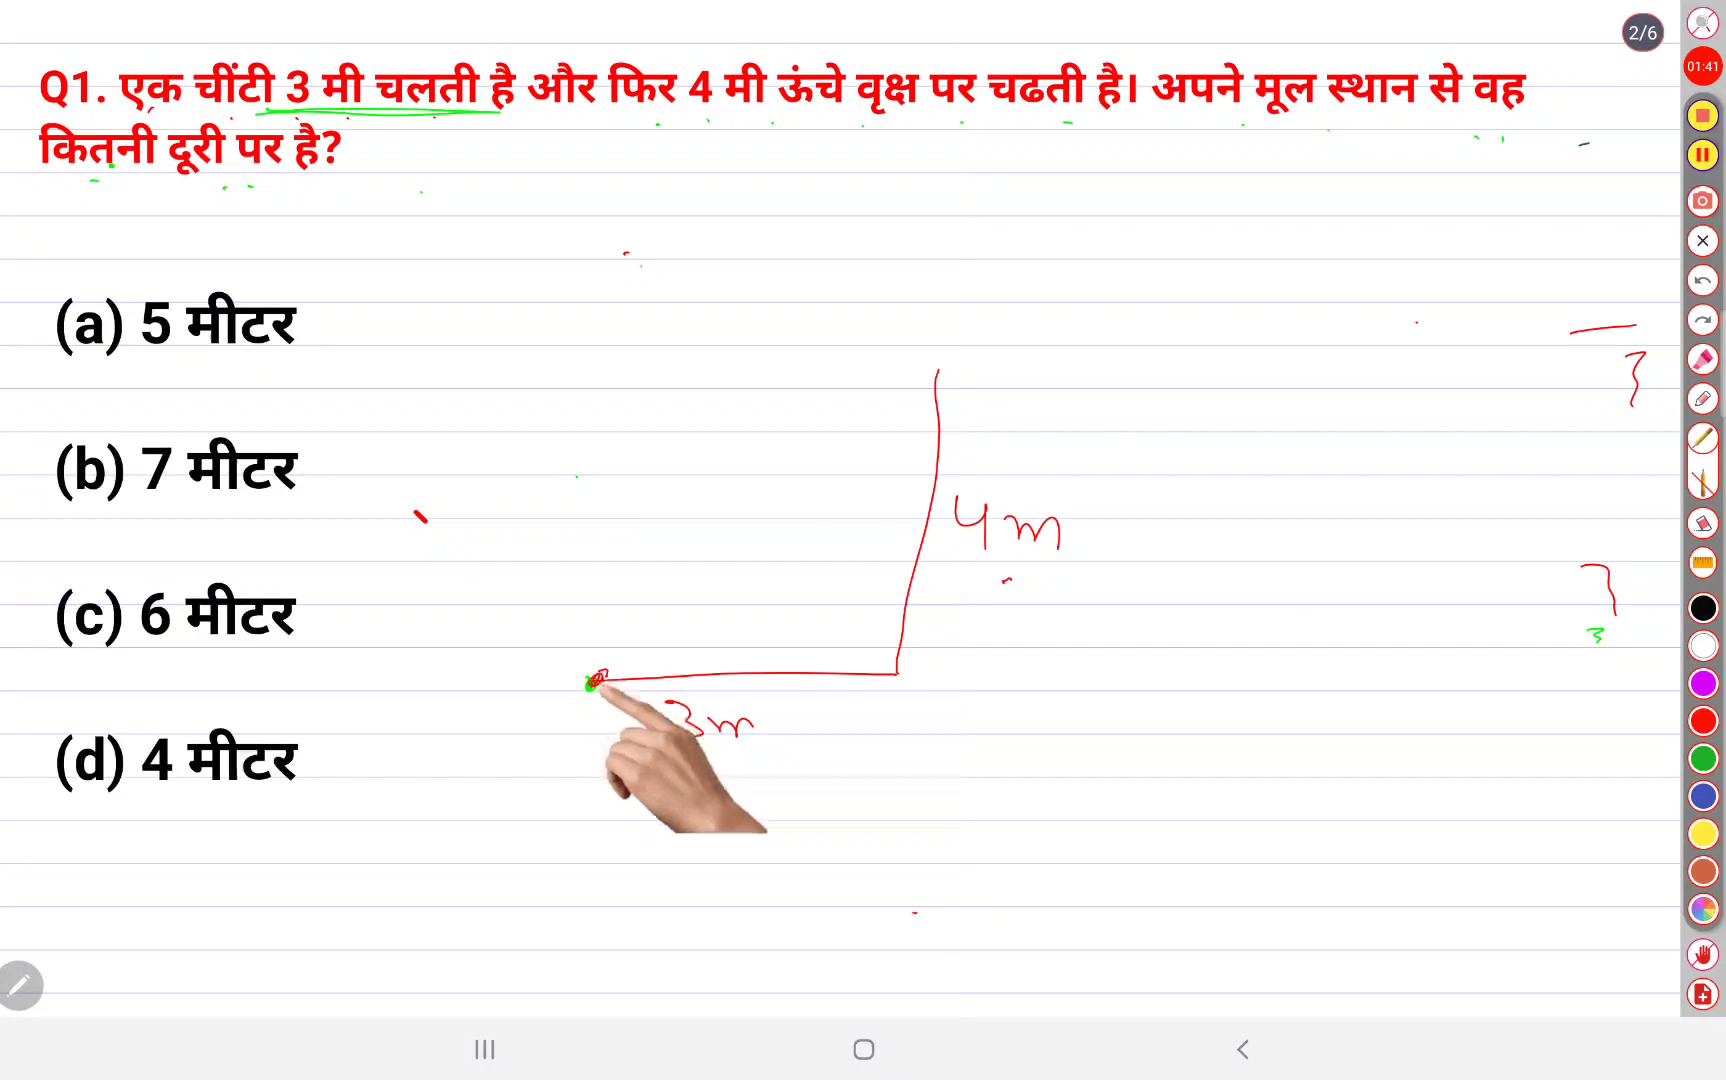 2/6
01:41
Q1. एक चींटी 3 मी चलती है और फिर 4 मी ऊंचे वृक्ष पर चढती है। अपने मूल स्थान से वह
कितनी दूरी पर है?
(a) 5 मीटर
(b) 7 मीटर
4 m
(c) 6 मीटर
3m
(d) 4 मीटर